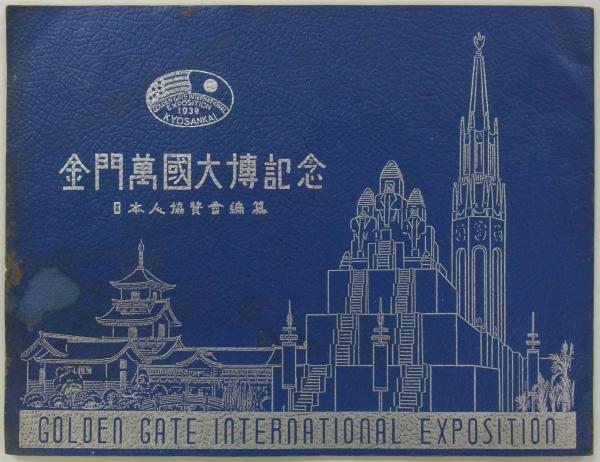 GOLDEN GATE INTERNATIONAL
EXPOSITION
1939
KYOSANKAI
金門萬國大博記念
日本人協賛會編纂
GOLDEN GATE INTERNATIONAL EXPOSITION